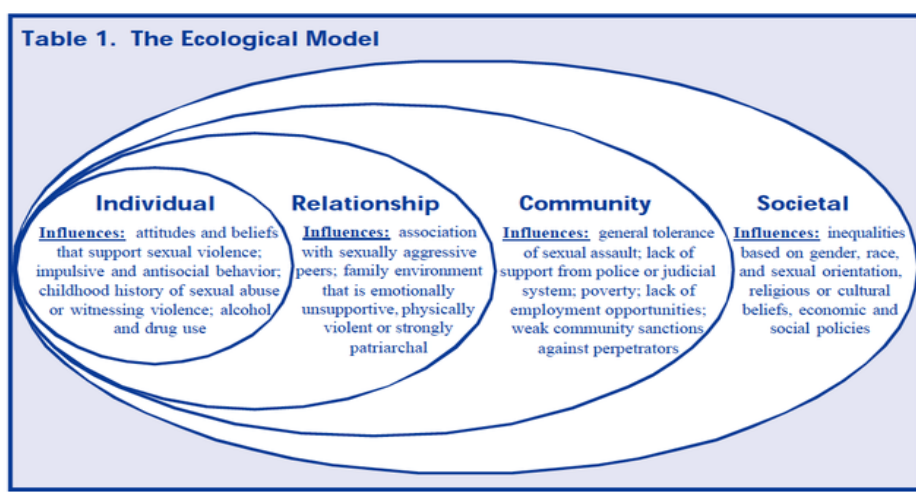 Table 1. The Ecological Model
Individual
Influences: attitudes and beliefs
that support sexual violence;
impulsive and antisocial behavior;
childhood history of sexual abuse
or witnessing violence; alcohol
and drug use
Relationship
Influences: association
with sexually aggressive
peers; family environment
that is emotionally
unsupportive, physically
violent or strongly
patriarchal
Community
Influences: general tolerance
of sexual assault; lack of
support from police or judicial
system; poverty; lack of
employment opportunities;
weak community sanctions
against perpetrators
Societal
Influences: inequalities
based on gender, race,
and sexual orientation,
religious or cultural
beliefs, economic and
social policies